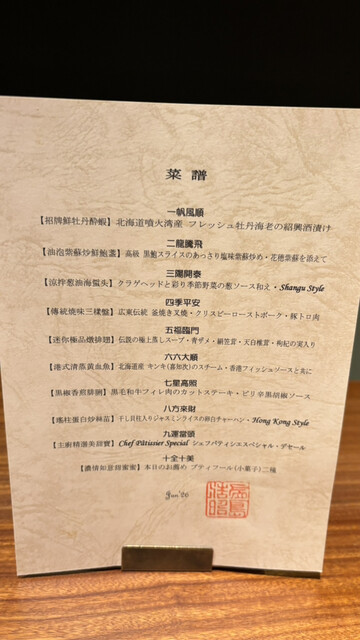 菜譜
一帆風順
【招牌鮮牡丹酔蝦】北海道噴火湾産 フレッシュ牡丹海老の紹興酒漬け
二龍騰飛
【油泡紫蘇炒鮮鮑盞】高級 黒鮑スライスのあっさり塩味紫蘇炒め・花穂紫蘇を添えて
三陽開泰
【涼拌葱油海蜇头】クラゲヘッドと彩り季節野菜の葱ソース和え・Shangu Style
四季平安
【傳統焼味三様盤】広東伝統 釜焼き叉焼・クリスピーローストポーク・豚トロ肉
五福臨門
【迷你極品燉排翅】伝説の極上蒸しスープ・青ザメ・絹笠茸・天白椎茸・枸杞の実入り
六六大順
【港式清蒸黄血魚】北海道産 キンキ(喜知次)のスチーム・香港フィッシュソースと共に
七星高照
【黒椒香煎腓脷】黒毛和牛フィレ肉のカットステーキ・ピリ辛黒胡椒ソース
八方来財
【瑤柱蛋白炒絲苗】干し貝柱入りジャスミンライスの卵白チャーハン・Hong Kong Style
九運當頭
【主廚精選美甜寶】Chef Pâtissier Special シェフパティシエスペシャル・デセール
十全十美
【濃情如意甜蜜蜜】本日のお薦め プティフール(小菓子)二種